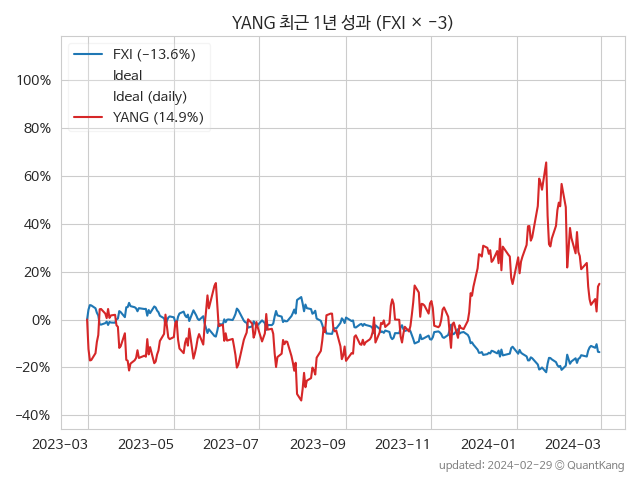 YANG 최근 1년 성과 (FXI × −3)
FXI (−13.6%)
Ideal
Ideal (daily)
YANG (14.9%)
100%
80%
60%
40%
20%
0%
−20%
−40%
2023-03 2023-05 2023-07 2023-09 2023-11 2024-01 2024-03
updated: 2024-02-29 © QuantKang